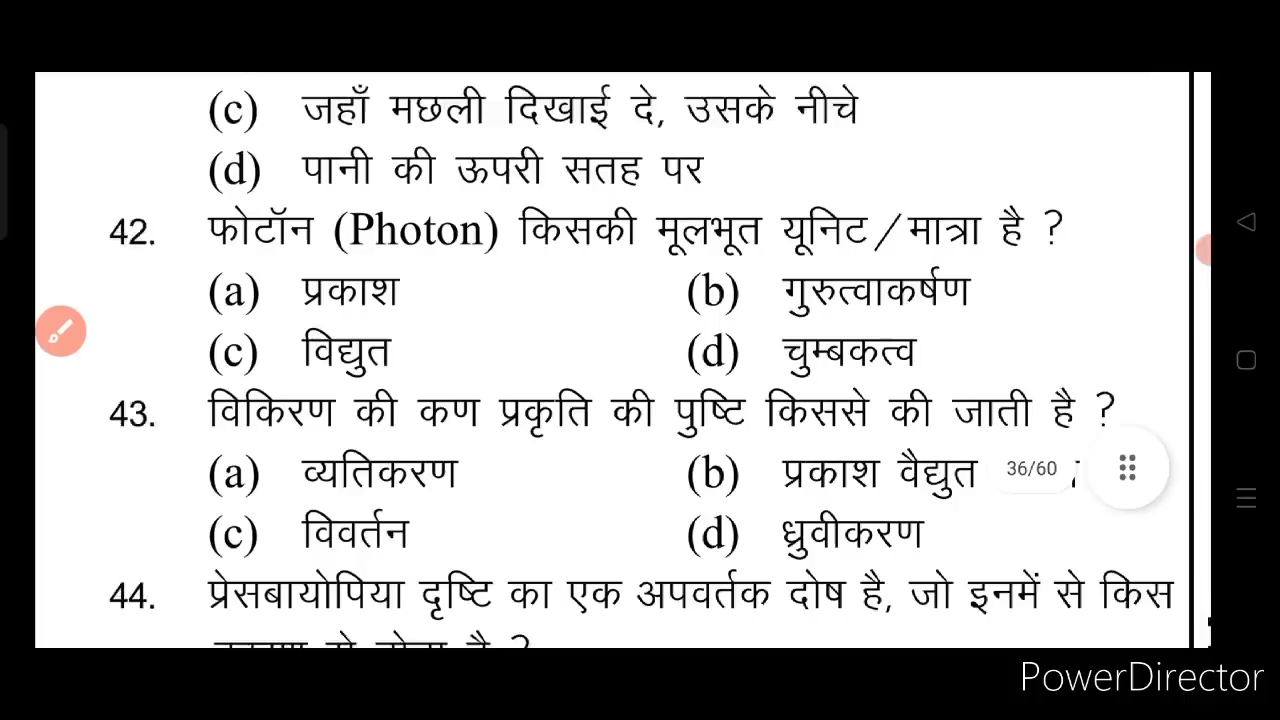 (c) जहाँ मछली दिखाई दे, उसके नीचे
(d) पानी की ऊपरी सतह पर
42. फोटॉन (Photon) किसकी मूलभूत यूनिट/मात्रा है ?
(a) प्रकाश (b) गुरुत्वाकर्षण
(c) विद्युत (d) चुम्बकत्व
43. विकिरण की कण प्रकृति की पुष्टि किससे की जाती है ?
(a) व्यतिकरण (b) प्रकाश वैद्युत
36/60
(c) विवर्तन (d) ध्रुवीकरण
44. प्रेसबायोपिया दृष्टि का एक अपवर्तक दोष है, जो इनमें से किस
PowerDirector